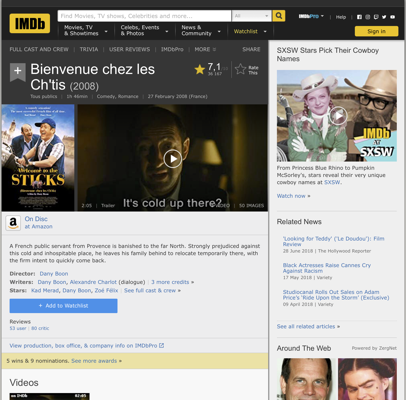 IMDb
Find Movies, TV shows, Celebrities and more...
All
IMDbPro
Help
Movies, TV
& Showtimes
Celebs, Events
& Photos
News &
Community
Watchlist
Sign in
FULL CAST AND CREW | TRIVIA | USER REVIEWS | IMDbPro | MORE
SHARE
Bienvenue chez les
Ch'tis (2008)
7,1
Rate
This
Tous publics | 1h 46min | Comedy, Romance | 27 February 2008 (France)
Welcome to the
STICKS
It's cold up there?
2:05 | Trailer
VIDEO
50 IMAGES
On Disc
at Amazon
A French public servant from Provence is banished to the far North. Strongly prejudiced against
this cold and inhospitable place, he leaves his family behind to relocate temporarily there, with
the firm intent to quickly come back.
Director: Dany Boon
Writers: Dany Boon, Alexandre Charlot (dialogue) | 3 more credits »
Stars: Kad Merad, Dany Boon, Zoé Félix | See full cast & crew »
+ Add to Watchlist
Reviews
53 user | 80 critic
View production, box office, & company info on IMDbPro
5 wins & 9 nominations. See more awards »
Videos
SXSW Stars Pick Their Cowboy
Names
IMDb
AT
SXSW
From Princess Blue Rhino to Pumpkin
McSorley's, stars reveal their very unique
cowboy names at SXSW.
Watch now »
Related News
'Looking for Teddy' ('Le Doudou'): Film
Review
28 June 2018 | The Hollywood Reporter
Black Actresses Raise Cannes Cry
Against Racism
17 May 2018 | Variety
Studiocanal Rolls Out Sales on Adam
Price's 'Ride Upon the Storm' (Exclusive)
09 April 2018 | Variety
See all related articles »
Around The Web
Powered by ZergNet